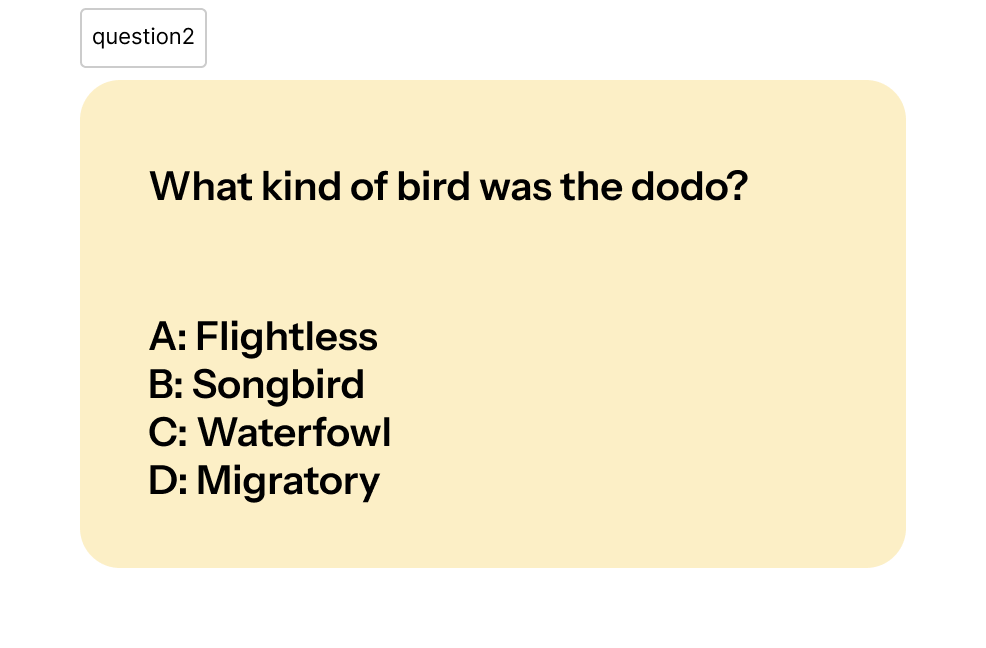 question2
What kind of bird was the dodo?
A: Flightless
B: Songbird
C: Waterfowl
D: Migratory